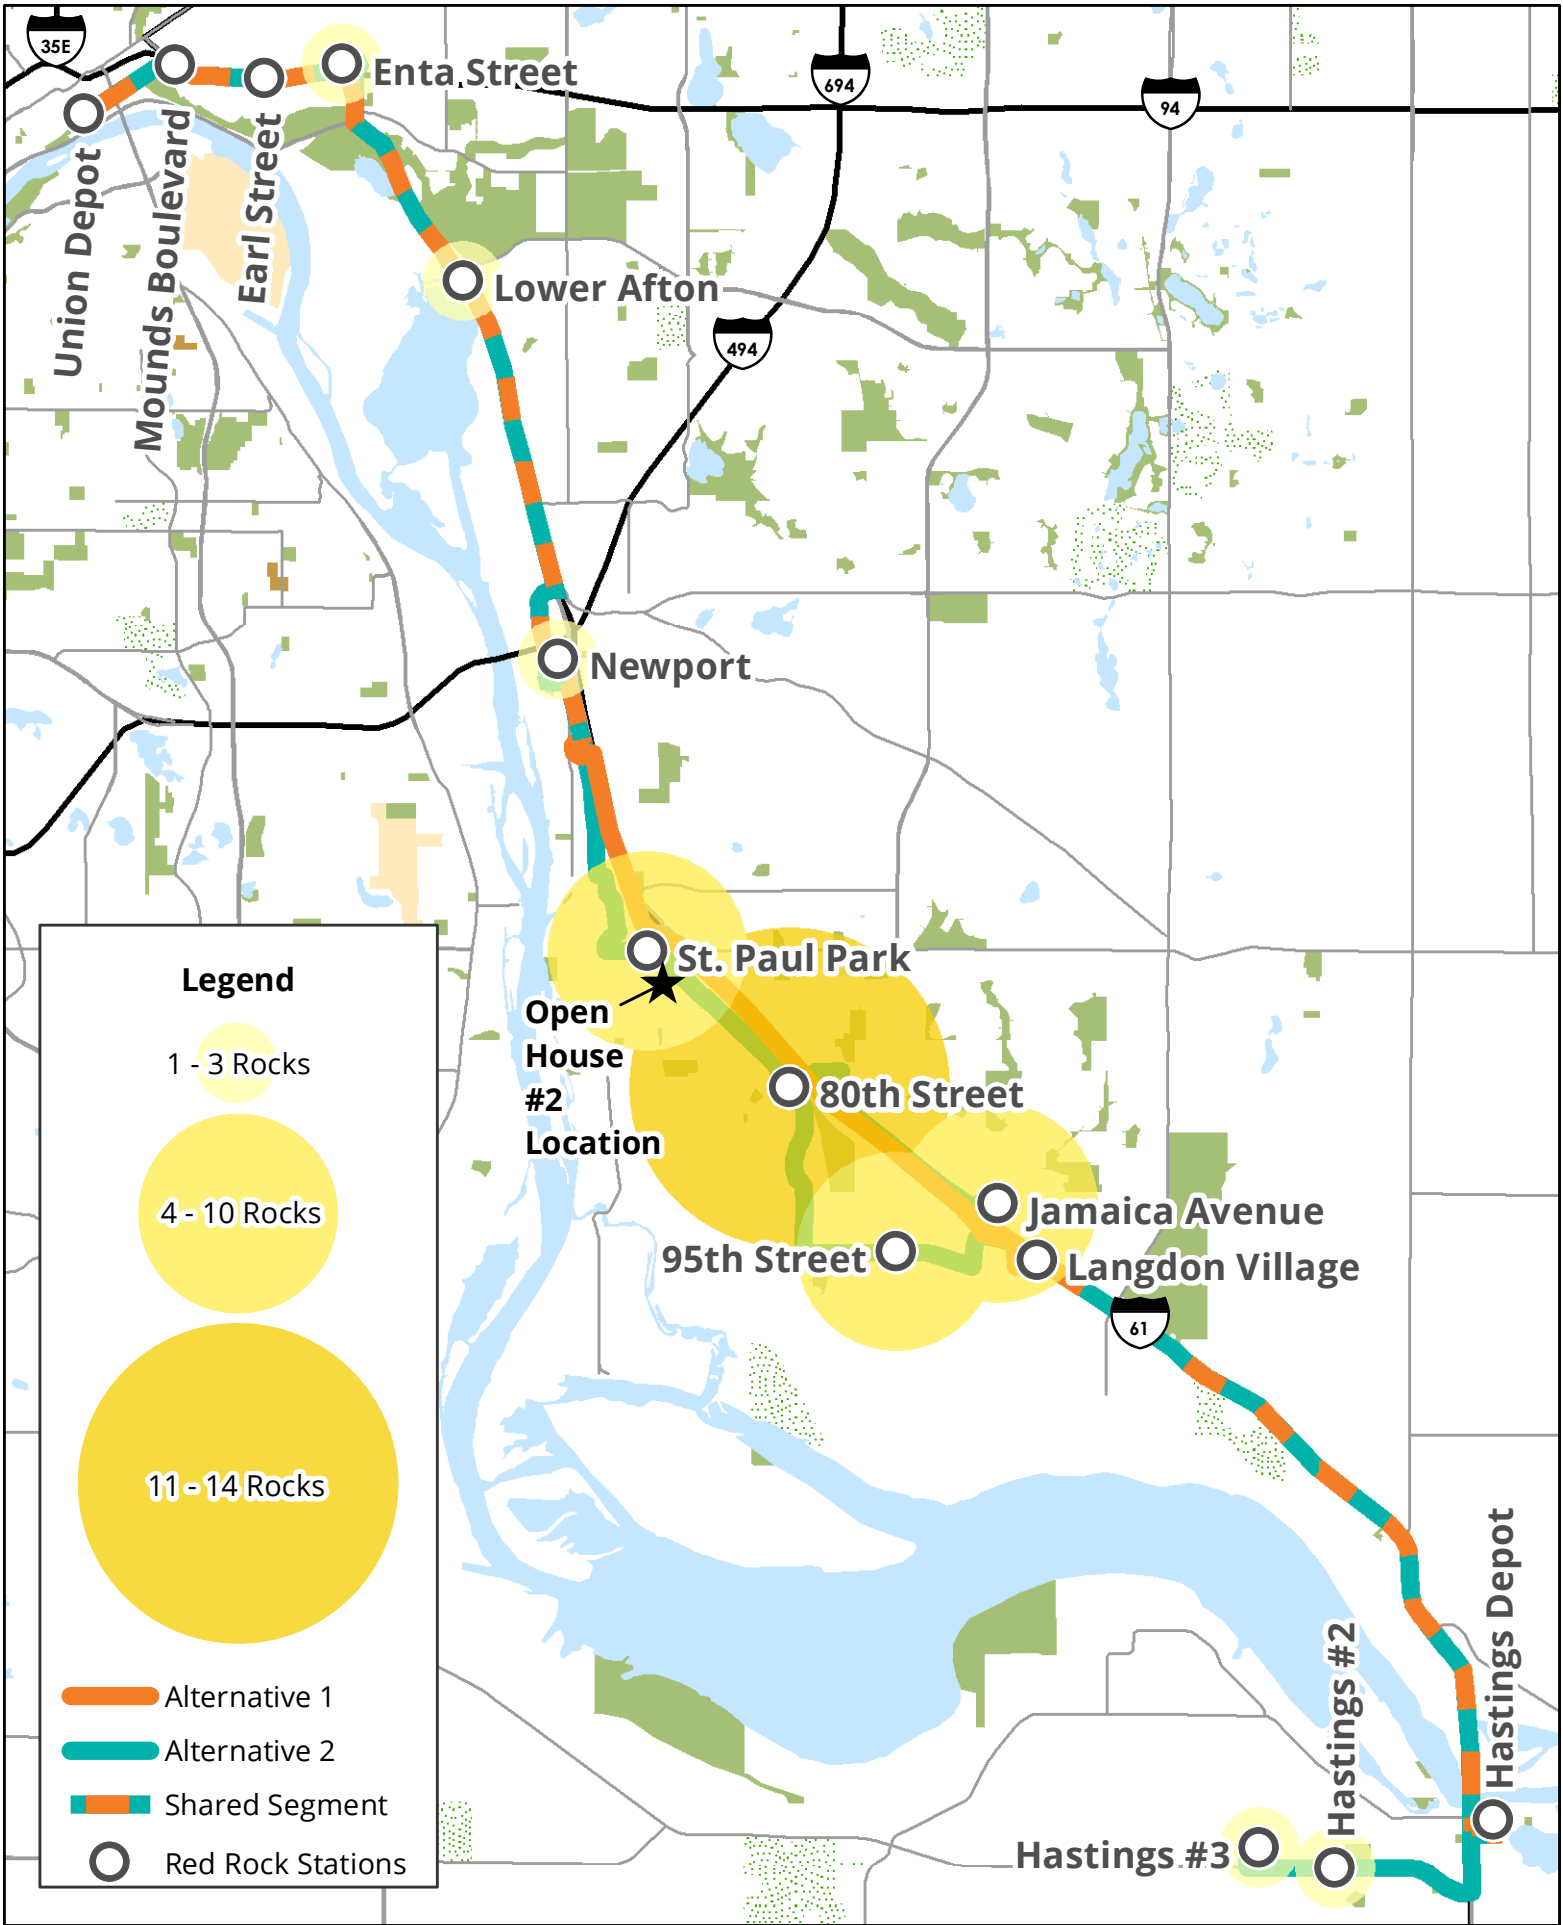 35E
694
94
Enta Street
Union Depot
Mounds Boulevard
Earl Street
Lower Afton
494
Newport
St. Paul Park
Open
House
#2
Location
80th Street
Jamaica Avenue
95th Street
Langdon Village
61
Legend
1 - 3 Rocks
4 - 10 Rocks
11 - 14 Rocks
Alternative 1
Alternative 2
Shared Segment
Red Rock Stations
Hastings Depot
Hastings #2
Hastings #3